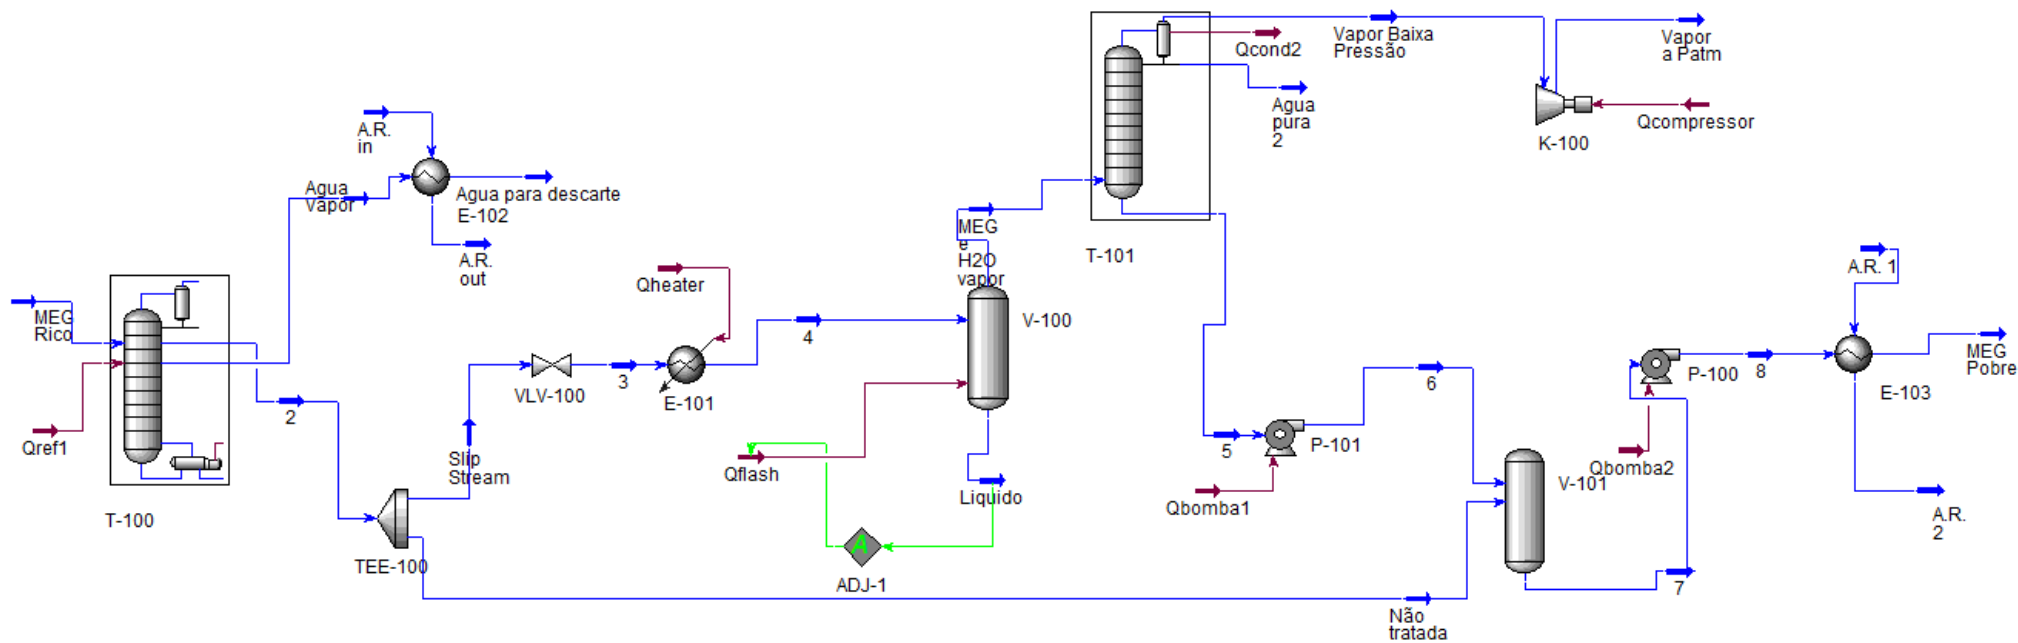 Qcond2
Vapor Baixa
Pressão
Vapor
a Patm
Agua
pura
2
Qcompressor
K-100
A.R.
in
Agua
vapor
Agua para descarte
E-102
A.R.
out
MEG
e
H2O
vapor
T-101
A.R. 1
Qheater
MEG
Rico
4
V-100
VLV-100
3
E-101
P-100
8
MEG
Pobre
E-103
6
2
Qref1
Slip
Stream
5
P-101
Qflash
Liquido
Qbomba1
Qbomba2
V-101
A.R.
2
T-100
TEE-100
ADJ-1
A
7
Não
tratada